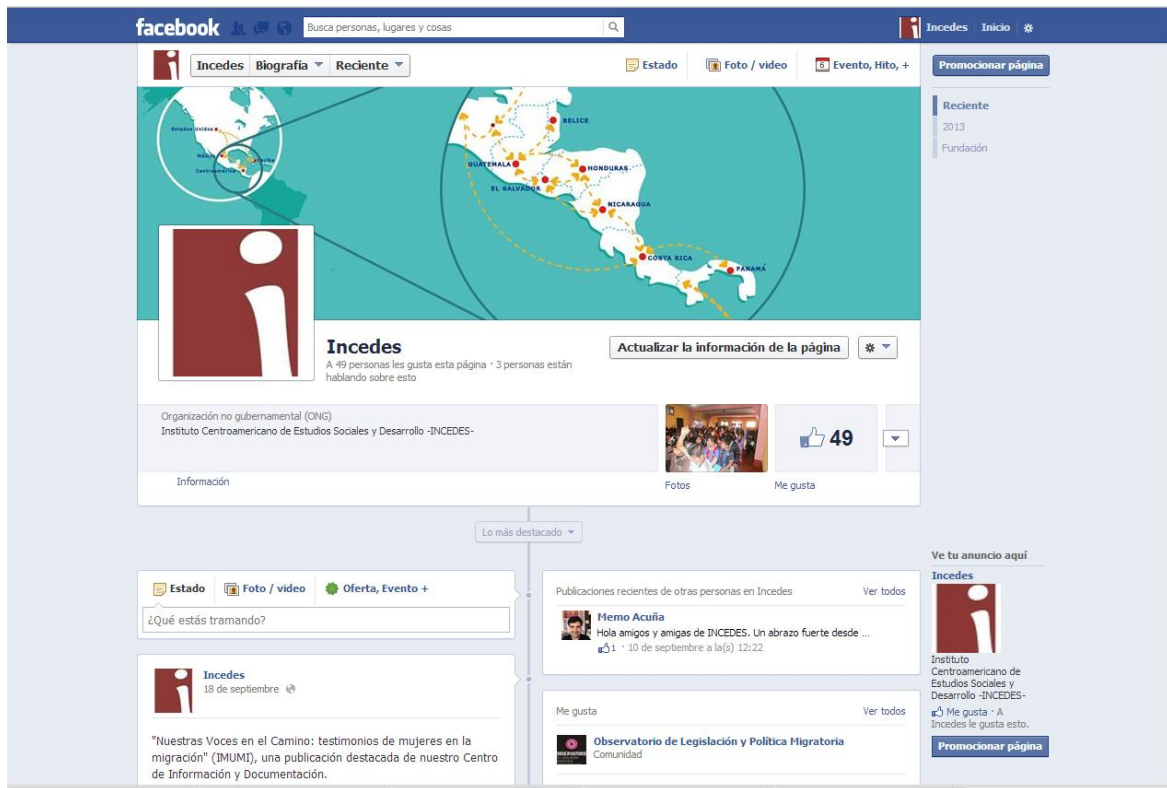 facebook
Busca personas, lugares y cosas
Incedes Inicio
Incedes Biografía Reciente
Estado Foto / video 6 Evento, Hito, +
Promocionar página
Reciente
2013
Fundación
Estados Unidos
México
Caribe
Centroamérica
BELICE
GUATEMALA
HONDURAS
EL SALVADOR
NICARAGUA
COSTA RICA
PANAMÁ
Incedes
A 49 personas les gusta esta página · 3 personas están
hablando sobre esto
Actualizar la información de la página
Organización no gubernamental (ONG)
Instituto Centroamericano de Estudios Sociales y Desarrollo -INCEDES-
49
Información
Fotos
Me gusta
Lo más destacado
Estado Foto / video Oferta, Evento +
¿Qué estás tramando?
Incedes
18 de septiembre
"Nuestras Voces en el Camino: testimonios de mujeres en la
migración" (IMUMI), una publicación destacada de nuestro Centro
de Información y Documentación.
Publicaciones recientes de otras personas en Incedes Ver todos
Memo Acuña
Hola amigos y amigas de INCEDES. Un abrazo fuerte desde ...
1 · 10 de septiembre a la(s) 12:22
Me gusta Ver todos
OBSERVATORIO
Observatorio de Legislación y Política Migratoria
Comunidad
Ve tu anuncio aquí
Incedes
Instituto
Centroamericano de
Estudios Sociales y
Desarrollo -INCEDES-
Me gusta · A
Incedes le gusta esto.
Promocionar página